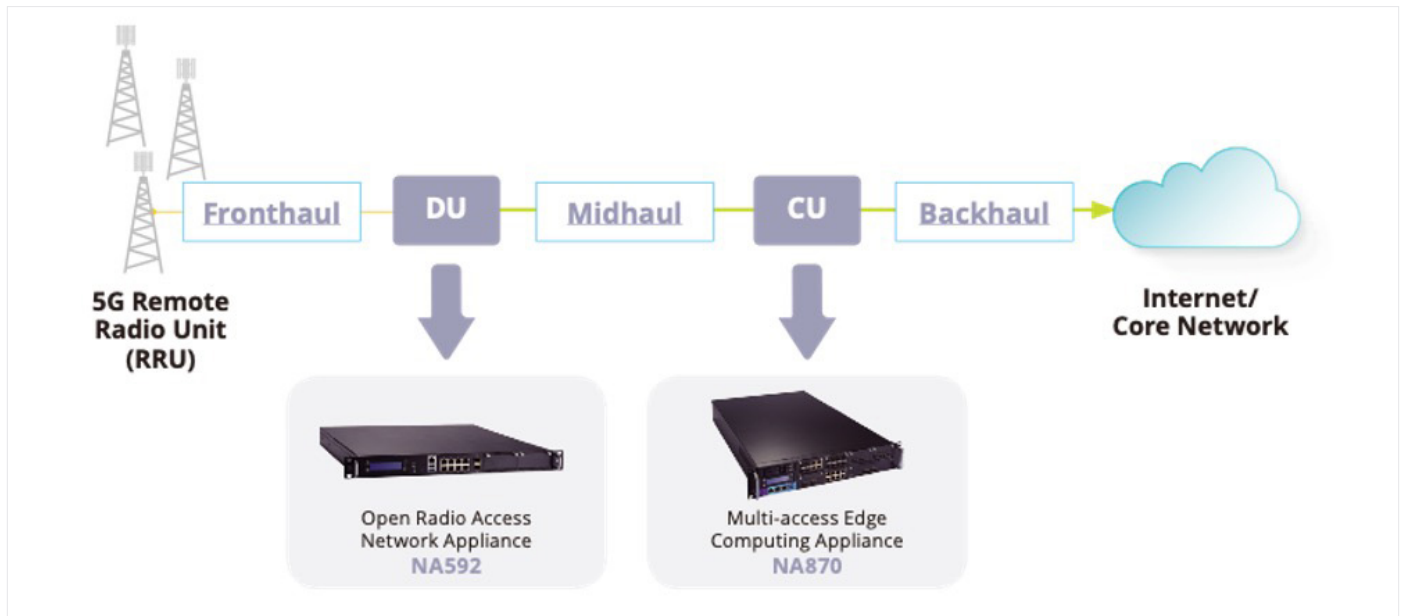 Fronthaul
DU
Midhaul
CU
Backhaul
5G Remote
Radio Unit
(RRU)
Internet/
Core Network
Open Radio Access
Network Appliance
NA592
Multi-access Edge
Computing Appliance
NA870